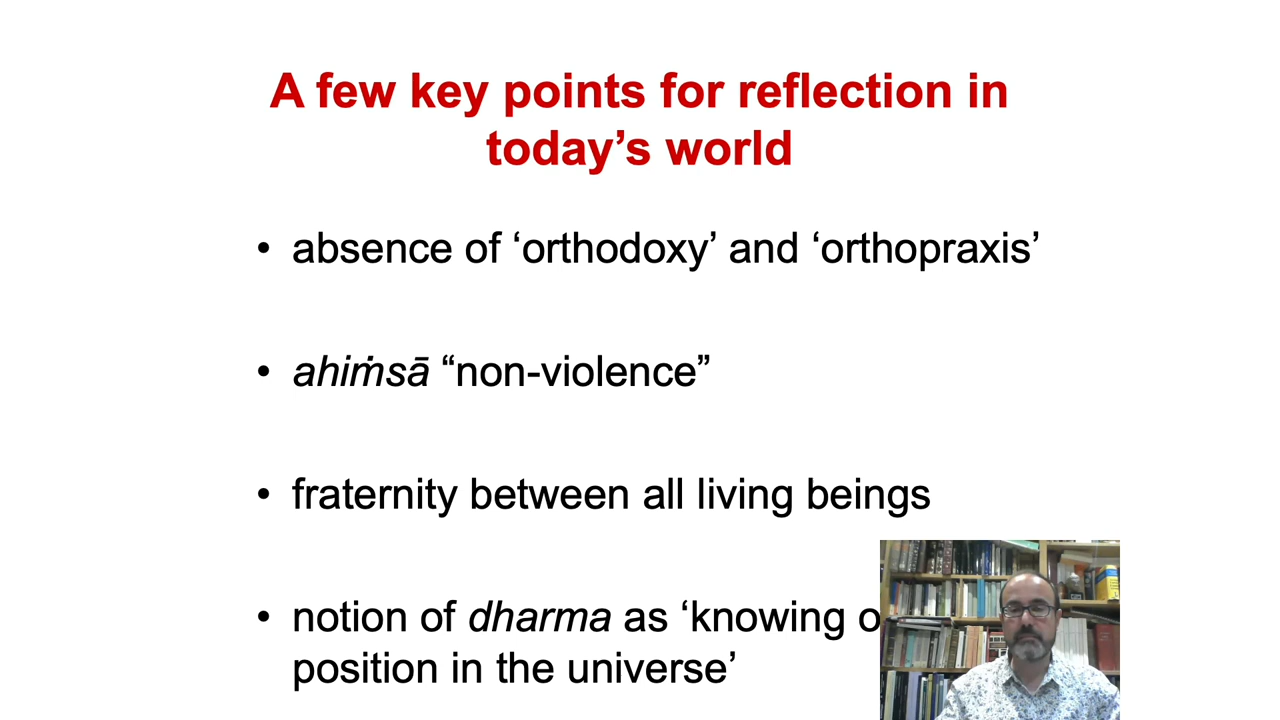 A few key points for reflection in
today’s world
• absence of ‘orthodoxy’ and ‘orthopraxis’
• ahiṁsā “non-violence”
• fraternity between all living beings
• notion of dharma as ‘knowing
position in the universe’